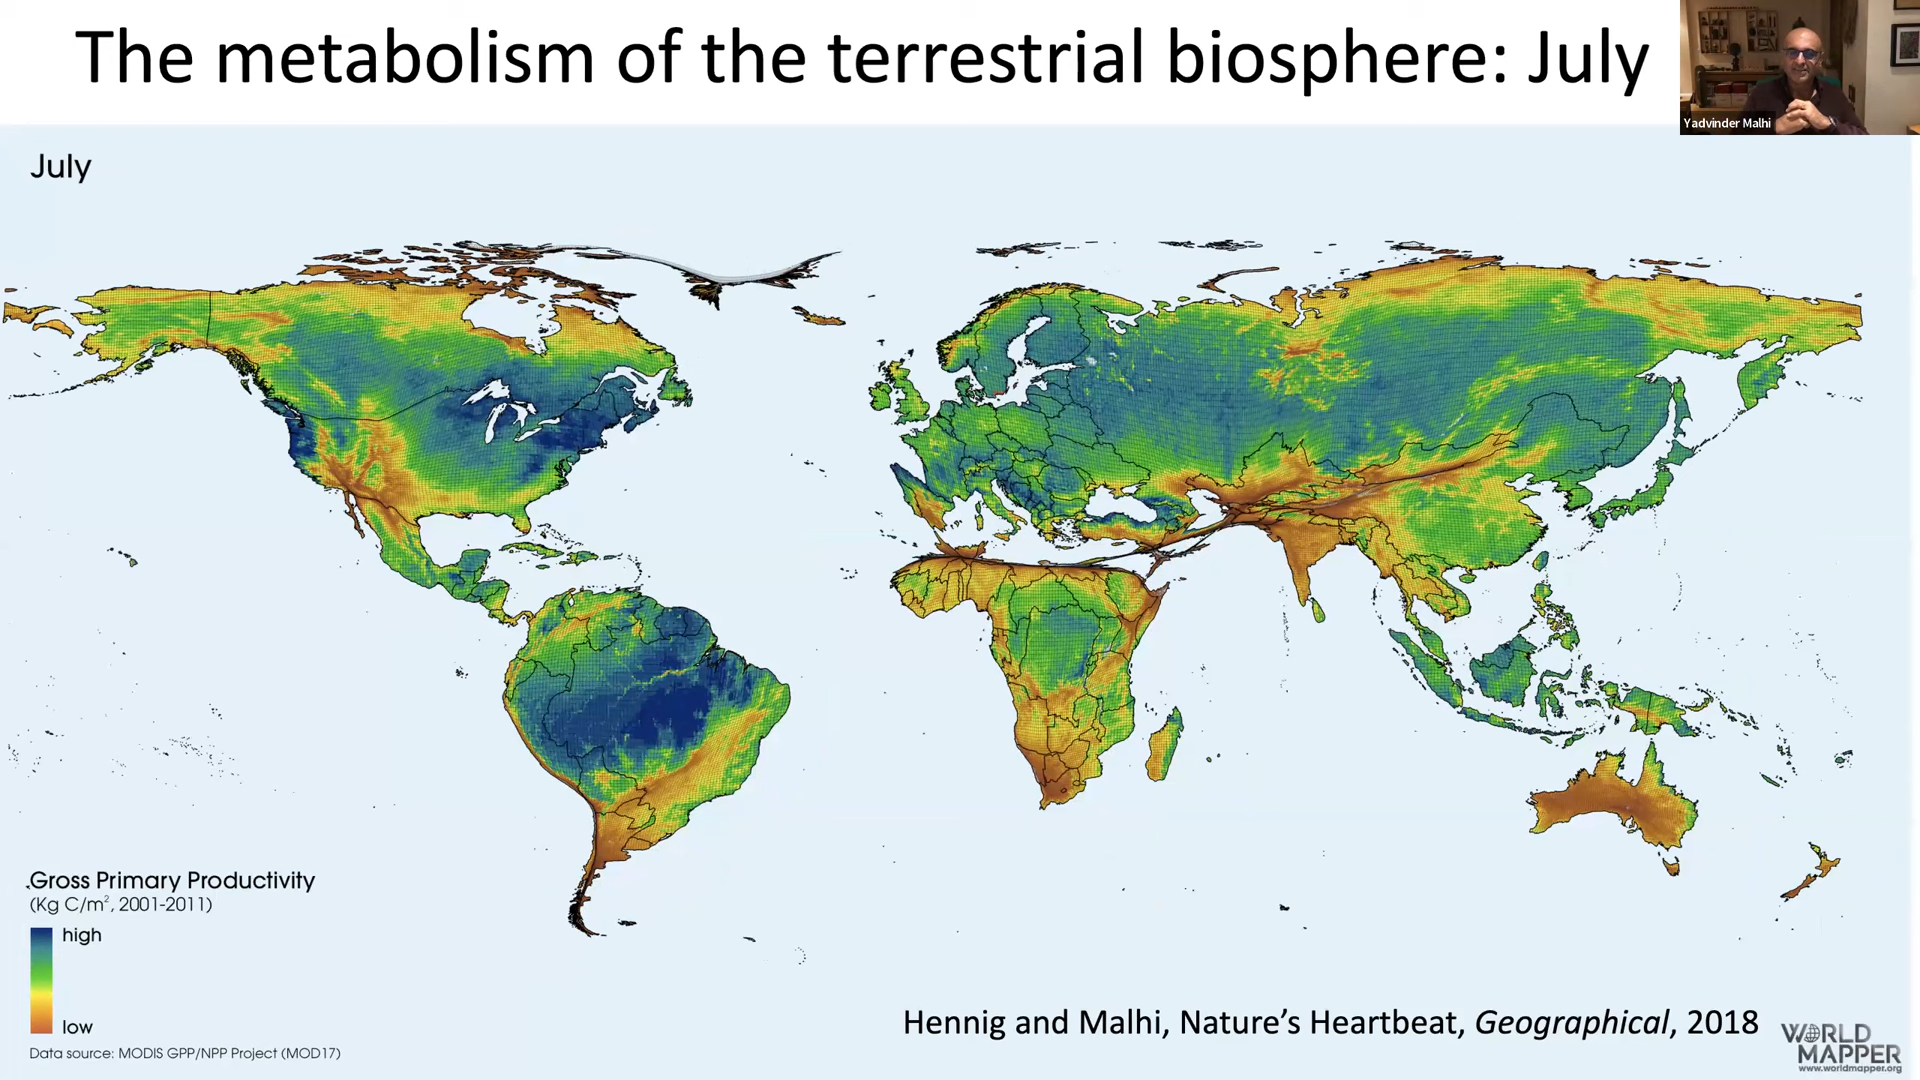 The metabolism of the terrestrial biosphere: July
Yadvinder Malhi
July
Gross Primary Productivity
(Kg C/m², 2001-2011)
high
low
Data source: MODIS GPP/NPP Project (MOD17)
Hennig and Malhi, Nature’s Heartbeat, Geographical, 2018
WORLD
MAPPER
www.worldmapper.org